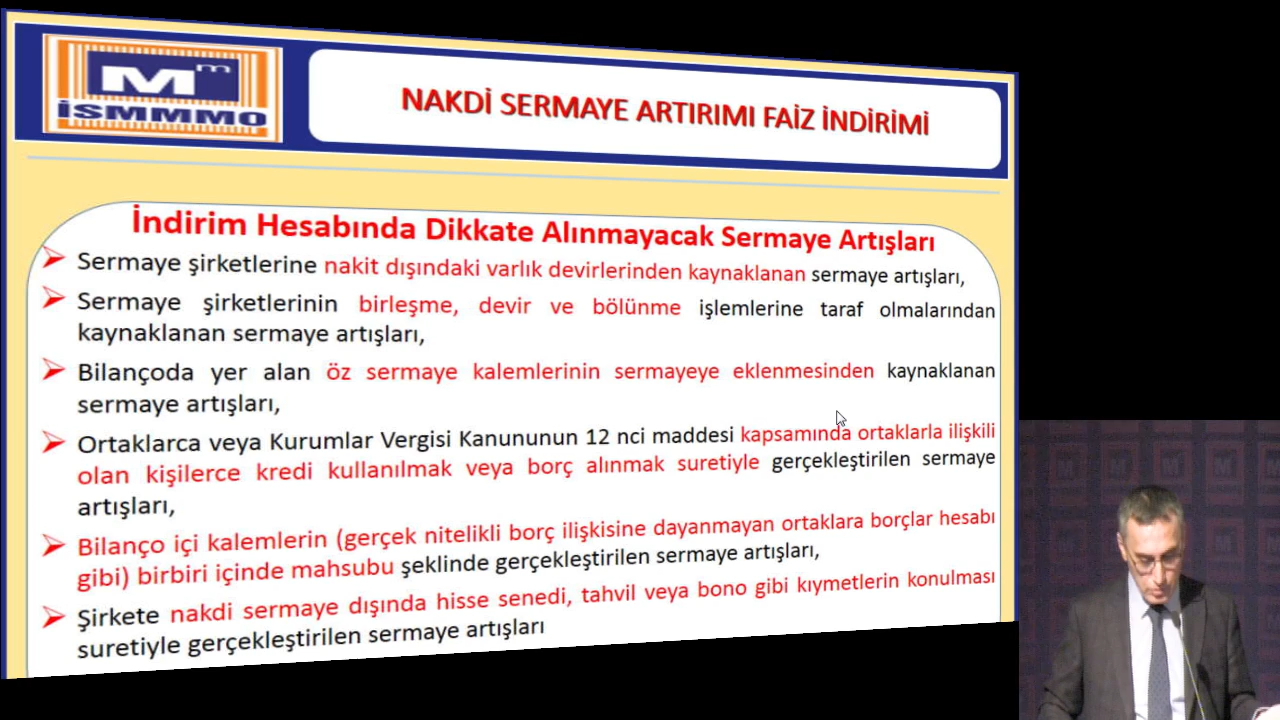 Mm
İSMMMO
NAKDİ SERMAYE ARTIRIMI FAİZ İNDİRİMİ
İndirim Hesabında Dikkate Alınmayacak Sermaye Artışları
Sermaye şirketlerine nakit dışındaki varlık devirlerinden kaynaklanan sermaye artışları,
Sermaye şirketlerinin birleşme, devir ve bölünme işlemlerine taraf olmalarından
kaynaklanan sermaye artışları,
Bilançoda yer alan öz sermaye kalemlerinin sermayeye eklenmesinden kaynaklanan
sermaye artışları,
Ortaklarca veya Kurumlar Vergisi Kanununun 12 nci maddesi kapsamında ortaklarla ilişkili
olan kişilerce kredi kullanılmak veya borç alınmak suretiyle gerçekleştirilen sermaye
artışları,
Bilanço içi kalemlerin (gerçek nitelikli borç ilişkisine dayanmayan ortaklara borçlar hesabı
gibi) birbiri içinde mahsubu şeklinde gerçekleştirilen sermaye artışları,
Şirkete nakdi sermaye dışında hisse senedi, tahvil veya bono gibi kıymetlerin konulması
suretiyle gerçekleştirilen sermaye artışları